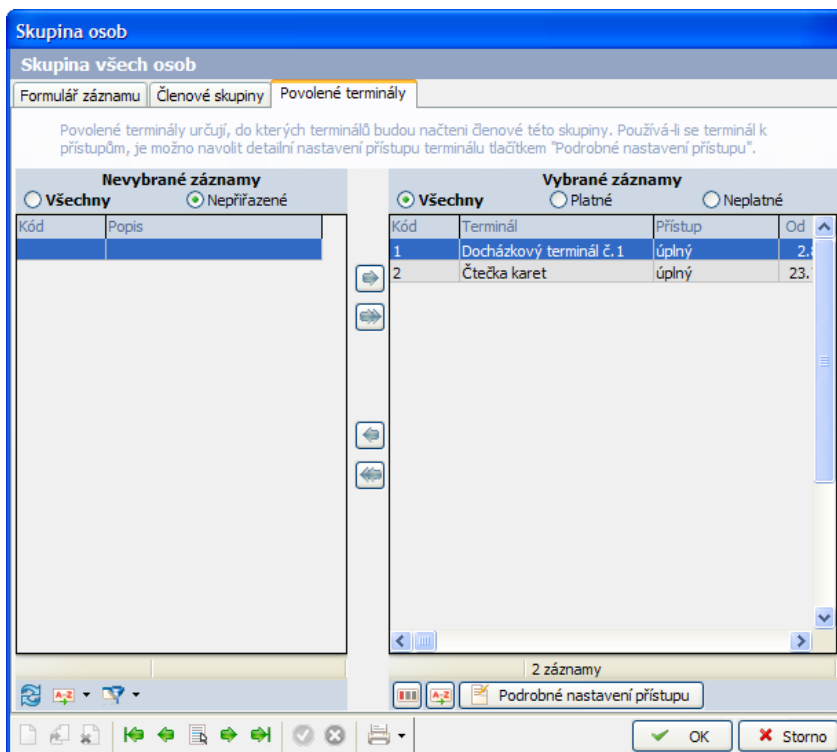 Skupina osob
Skupina všech osob
Formulář záznamu Členové skupiny Povolené terminály
Povolené terminály určují, do kterých terminálů budou načteni členové této skupiny. Používá-li se terminál k
přístupům, je možno navolit detailní nastavení přístupu terminálu tlačítkem "Podrobné nastavení přístupu".
Nevybrané záznamy
Všechny Nepřiřazené
Kód Popis
Vybrané záznamy
Všechny Platné Neplatné
Kód Terminál Přístup Od
1 Docházkový terminál č.1 úplný 2.
2 Čtečka karet úplný 23.
2 záznamy
A-Z
A-Z Podrobné nastavení přístupu
OK Storno